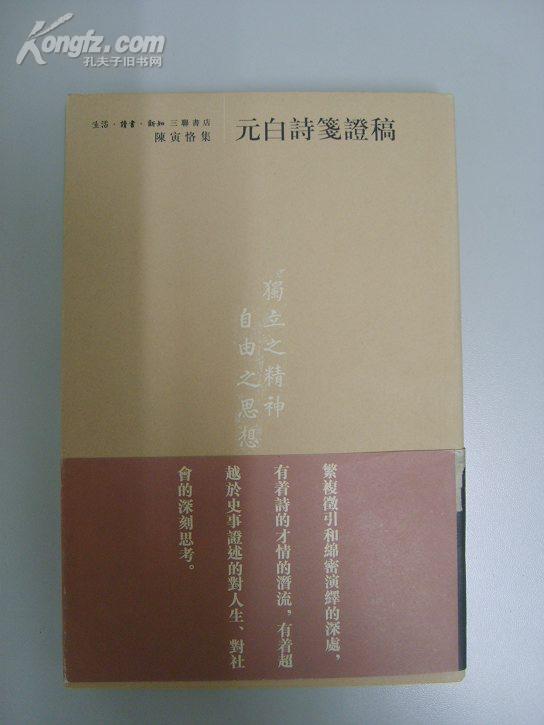 Kongfz.com
孔夫子旧书网
生活·讀書·新知三聯書店
陳寅恪集
元白詩箋證稿
獨立之精神
自由之思想
繁複徵引和綿密演繹的深處，
有着詩的才情的潛流，有着超
越於史事證述的對人生、對社
會的深刻思考。